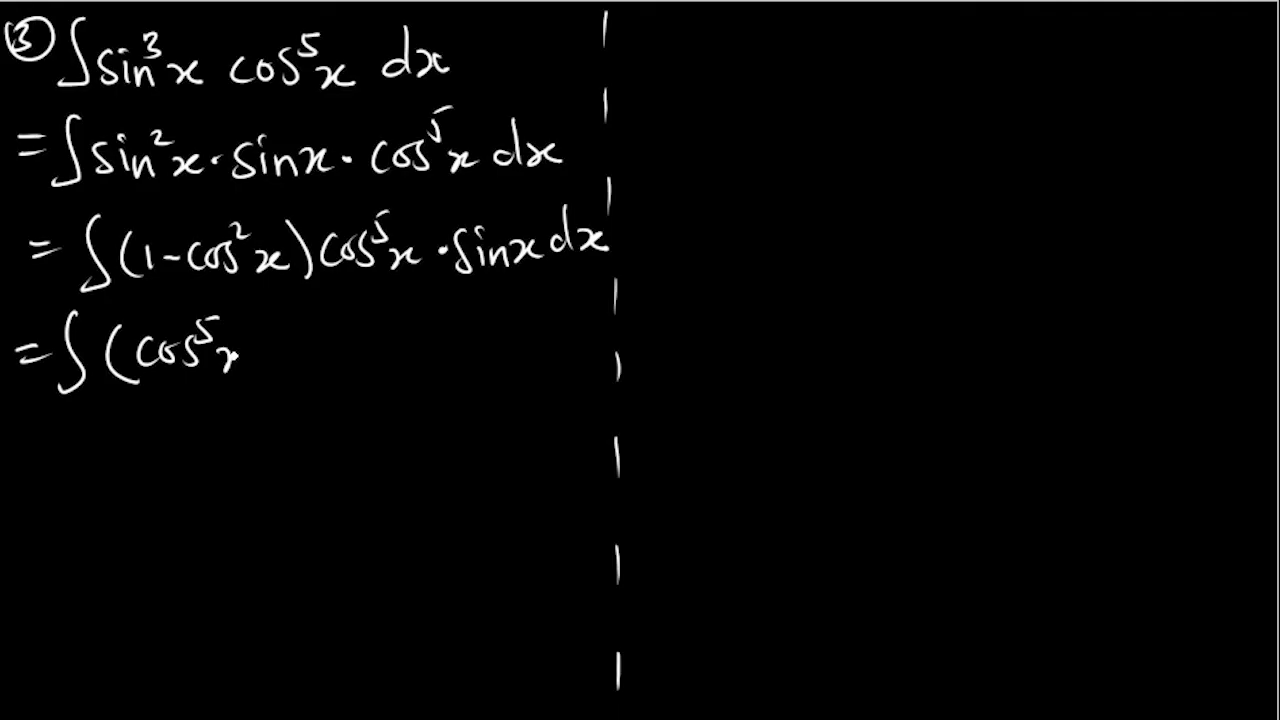 ③ ∫sin³x cos⁵x dx
= ∫sin²x · sinx · cos⁵x dx
= ∫(1-cos²x)cos⁵x · sinx dx
= ∫(cos⁵x